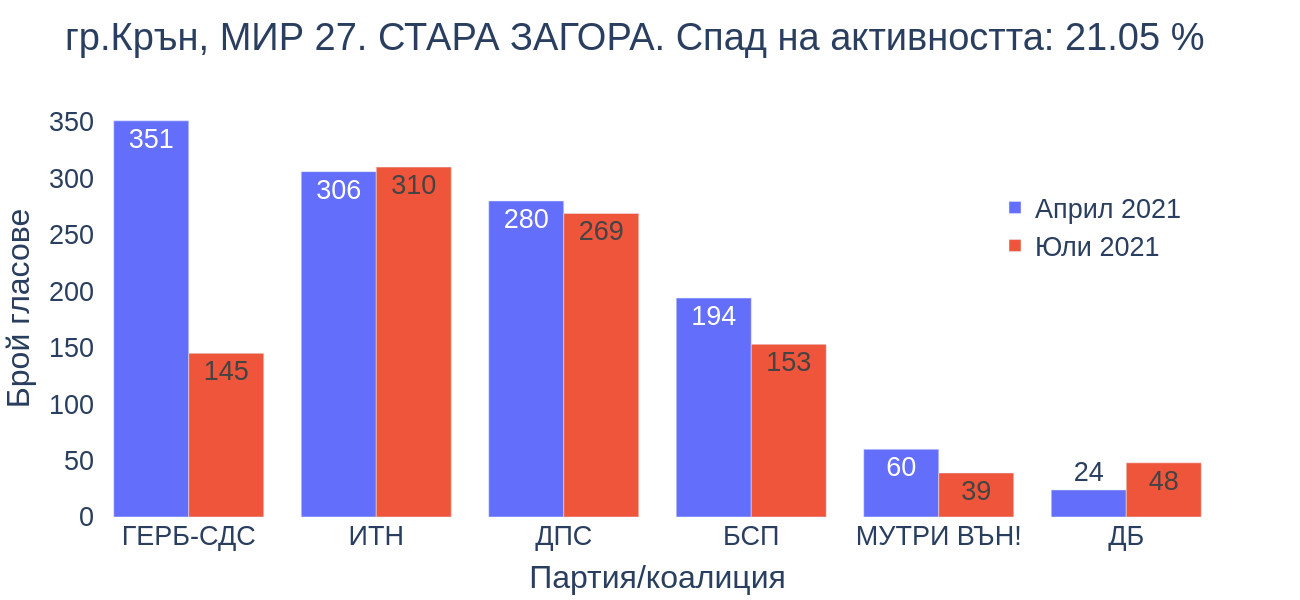 гр.Крън, МИР 27. СТАРА ЗАГОРА. Спад на активността: 21.05 %
Брой гласове
350
300
250
200
150
100
50
0
351
145
306
310
280
269
194
153
60
39
24
48
Април 2021
Юли 2021
ГЕРБ-СДС
ИТН
ДПС
БСП
МУТРИ ВЪН!
ДБ
Партия/коалиция